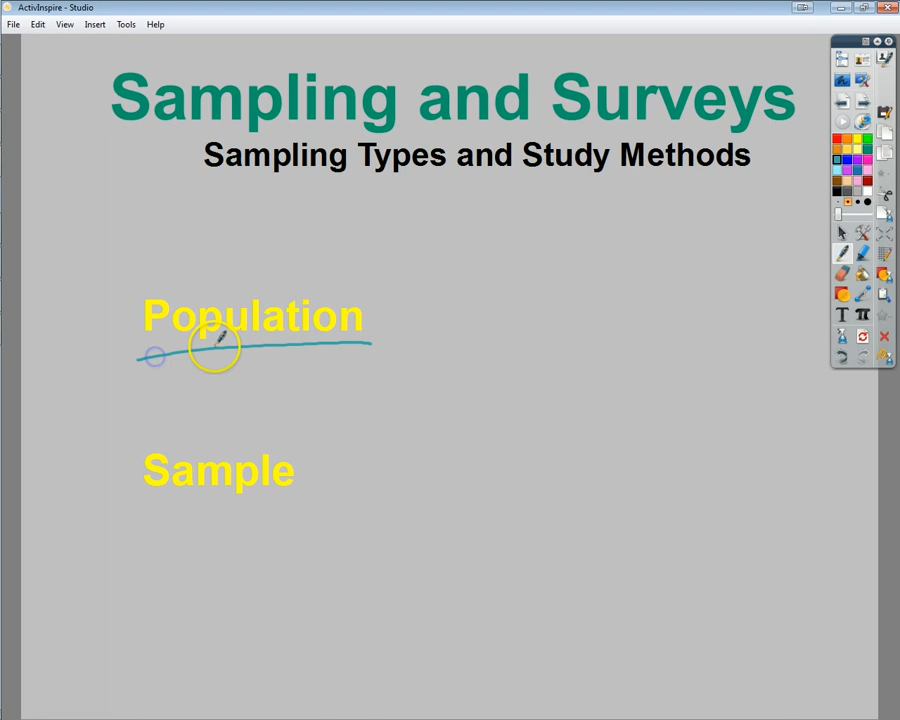 ActivInspire - Studio
File Edit View Insert Tools Help
Sampling and Surveys
Sampling Types and Study Methods
Population
Sample